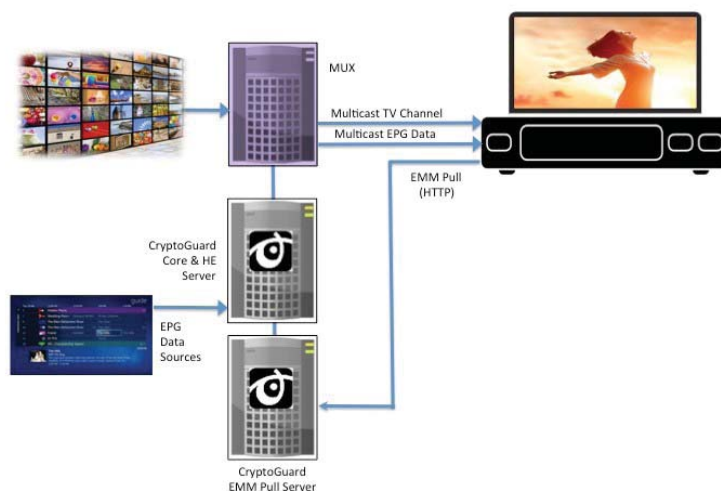 MUX
Multicast TV Channel
Multicast EPG Data
EMM Pull
(HTTP)
CryptoGuard
Core & HE
Server
guide
EPG
Data
Sources
CryptoGuard
EMM Pull Server